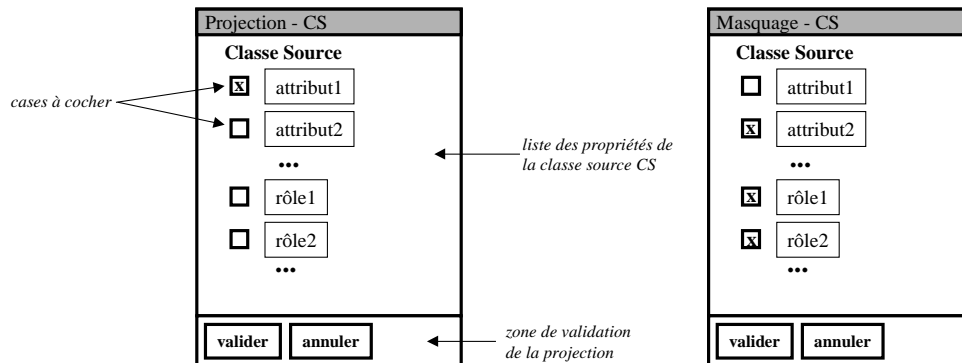 Projection - CS
Classe Source
x attribut1
attribut2
...
rôle1
rôle2
...
valider annuler
cases à cocher
liste des propriétés de
la classe source CS
zone de validation
de la projection
Masquage - CS
Classe Source
attribut1
x attribut2
...
x rôle1
x rôle2
...
valider annuler